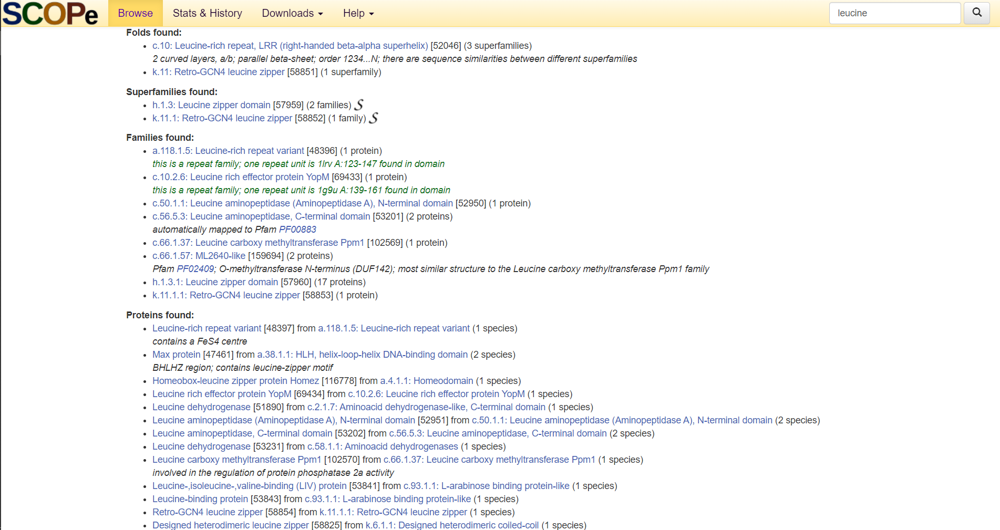 SCOPe Browse Stats & History Downloads Help leucine
Folds found:
c.10: Leucine-rich repeat, LRR (right-handed beta-alpha superhelix) [52046] (3 superfamilies)
2 curved layers, a/b; parallel beta-sheet; order 1234...N; there are sequence similarities between different superfamilies
k.11: Retro-GCN4 leucine zipper [58851] (1 superfamily)
Superfamilies found:
h.1.3: Leucine zipper domain [57959] (2 families) S
k.11.1: Retro-GCN4 leucine zipper [58852] (1 family) S
Families found:
a.118.1.5: Leucine-rich repeat variant [48396] (1 protein)
this is a repeat family; one repeat unit is 1lrv A:123-147 found in domain
c.10.2.6: Leucine rich effector protein YopM [69433] (1 protein)
this is a repeat family; one repeat unit is 1g9u A:139-161 found in domain
c.50.1.1: Leucine aminopeptidase (Aminopeptidase A), N-terminal domain [52950] (1 protein)
c.56.5.3: Leucine aminopeptidase, C-terminal domain [53201] (2 proteins)
automatically mapped to Pfam PF00883
c.66.1.37: Leucine carboxy methyltransferase Ppm1 [102569] (1 protein)
c.66.1.57: ML2640-like [159694] (2 proteins)
Pfam PF02409; O-methyltransferase N-terminus (DUF142); most similar structure to the Leucine carboxy methyltransferase Ppm1 family
h.1.3.1: Leucine zipper domain [57960] (17 proteins)
k.11.1.1: Retro-GCN4 leucine zipper [58853] (1 protein)
Proteins found:
Leucine-rich repeat variant [48397] from a.118.1.5: Leucine-rich repeat variant (1 species)
contains a FeS4 centre
Max protein [47461] from a.38.1.1: HLH, helix-loop-helix DNA-binding domain (2 species)
BHLHZ region; contains leucine-zipper motif
Homeobox-leucine zipper protein Homez [116778] from a.4.1.1: Homeodomain (1 species)
Leucine rich effector protein YopM [69434] from c.10.2.6: Leucine rich effector protein YopM (1 species)
Leucine dehydrogenase [51890] from c.2.1.7: Aminoacid dehydrogenase-like, C-terminal domain (1 species)
Leucine aminopeptidase (Aminopeptidase A), N-terminal domain [52951] from c.50.1.1: Leucine aminopeptidase (Aminopeptidase A), N-terminal domain (2 species)
Leucine aminopeptidase, C-terminal domain [53202] from c.56.5.3: Leucine aminopeptidase, C-terminal domain (2 species)
Leucine dehydrogenase [53231] from c.58.1.1: Aminoacid dehydrogenases (1 species)
Leucine carboxy methyltransferase Ppm1 [102570] from c.66.1.37: Leucine carboxy methyltransferase Ppm1 (1 species)
involved in the regulation of protein phosphatase 2a activity
Leucine-,isoleucine-,valine-binding (LIV) protein [53841] from c.93.1.1: L-arabinose binding protein-like (1 species)
Leucine-binding protein [53843] from c.93.1.1: L-arabinose binding protein-like (1 species)
Retro-GCN4 leucine zipper [58854] from k.11.1.1: Retro-GCN4 leucine zipper (1 species)
Designed heterodimeric leucine zipper [58825] from k.6.1.1: Designed heterodimeric coiled-coil (1 species)